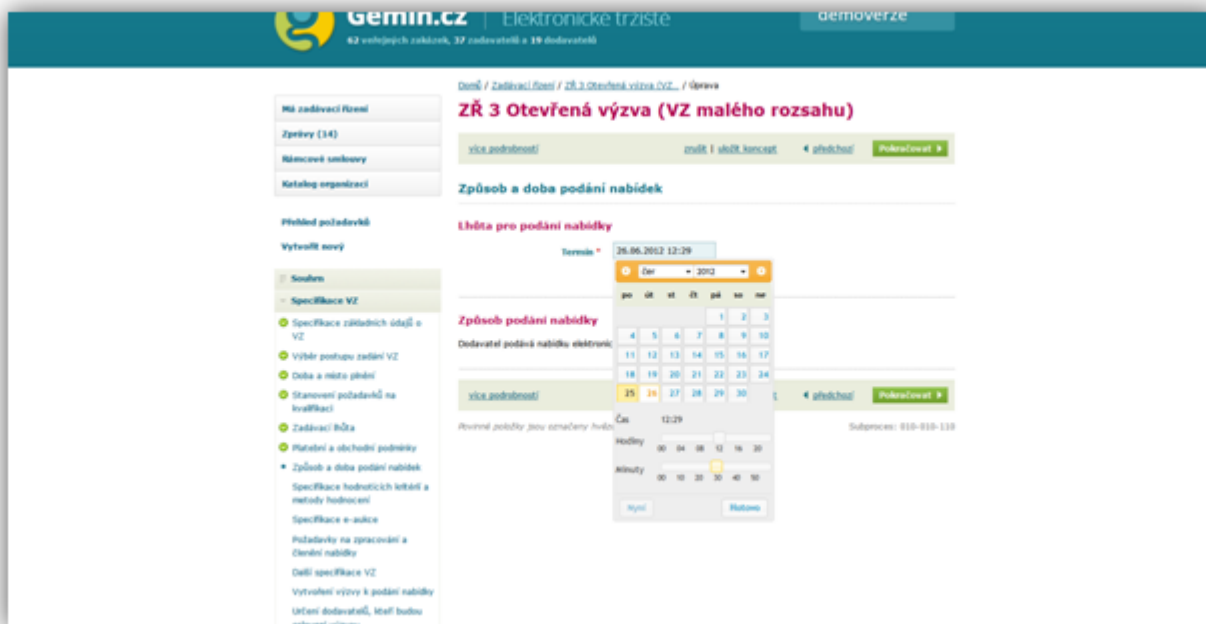 Gemin.cz | Elektronické tržiště
demoverze
62 veřejných zakázek, 37 zadavatelů a 19 dodavatelů
Domů / Zadávací řízení / ZŘ 3 Otevřená výzva (VZ... / Úprava
ZŘ 3 Otevřená výzva (VZ malého rozsahu)
Má zadávací řízení
Zprávy (14)
Rámcové smlouvy
Katalog organizací
Přehled požadavků
Vytvořit nový
Souhrn
Specifikace VZ
Specifikace základních údajů o
VZ
Výběr postupu zadání VZ
Doba a místo plnění
Stanovení požadavků na
kvalifikaci
Zadávací lhůta
Platební a obchodní podmínky
Způsob a doba podání nabídek
Specifikace hodnotících kritérií a
metody hodnocení
Specifikace e-aukce
Požadavky na zpracování a
členění nabídky
Další specifikace VZ
Vytvoření výzvy k podání nabídky
Určení dodavatelů, kteří budou
více podrobností zrušit | uložit koncept předchozí Pokračovat
Způsob a doba podání nabídek
Lhůta pro podání nabídky
Termín * 26.06.2012 12:29
čer 2012
po út st čt pá so ne
1 2 3
4 5 6 7 8 9 10
11 12 13 14 15 16 17
18 19 20 21 22 23 24
25 26 27 28 29 30
Čas 12:29
Hodiny
00 04 08 12 16 20
Minuty
00 10 20 30 40 50
Nyní Hotovo
Způsob podání nabídky
Dodavatel podává nabídku elektronic
více podrobností předchozí Pokračovat
Povinné položky jsou označeny hvěz
Subproces: 010-010-110